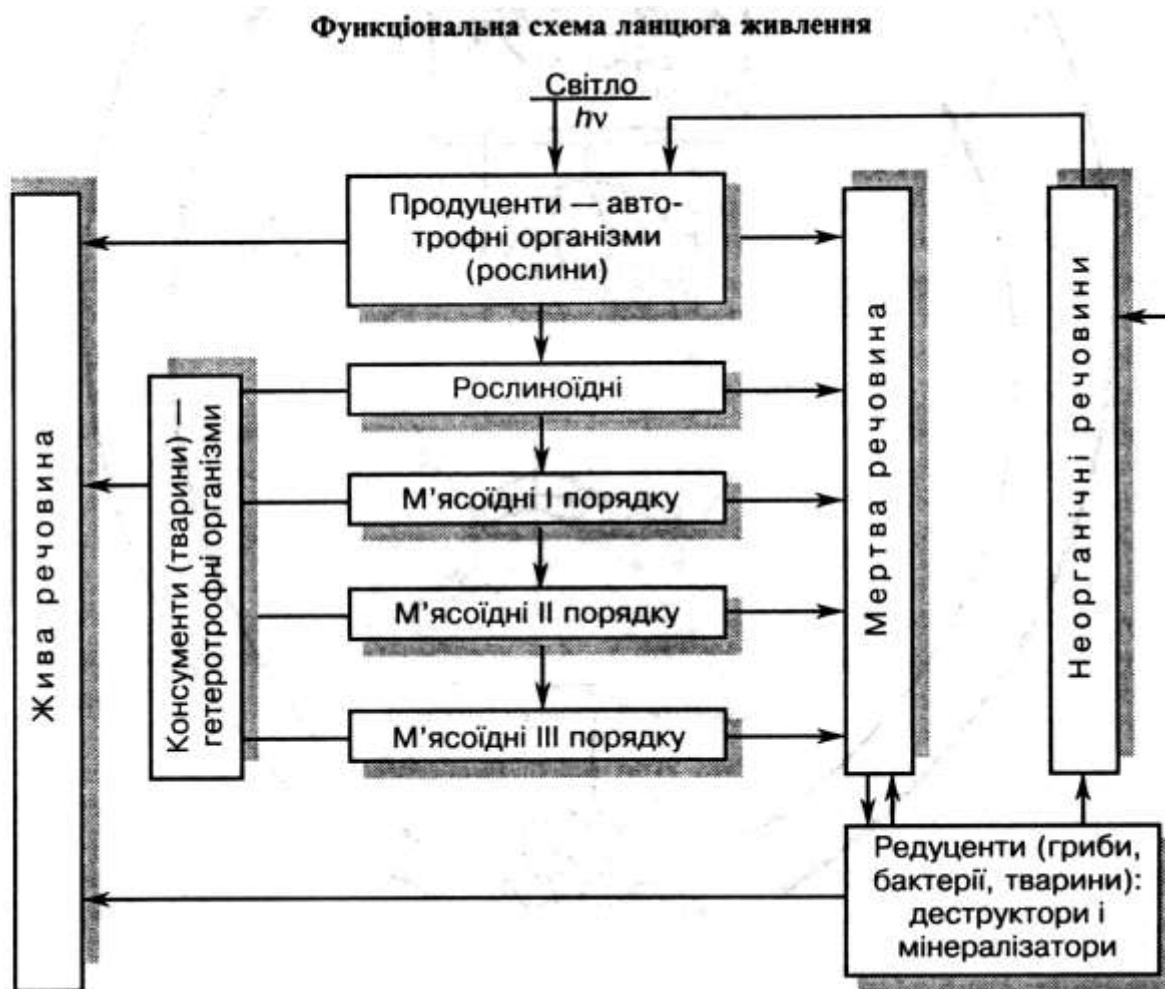 Функціональна схема ланцюга живлення
Світло
hν
Продуценти — авто-
трофні організми
(рослини)
Рослиноїдні
М’ясоїдні I порядку
М’ясоїдні II порядку
М’ясоїдні III порядку
Жива речовина
Консументи (тварини) —
гетеротрофні організми
Мертва речовина
Неорганічні речовини
Редуценти (гриби,
бактерії, тварини):
деструктори і
мінералізатори